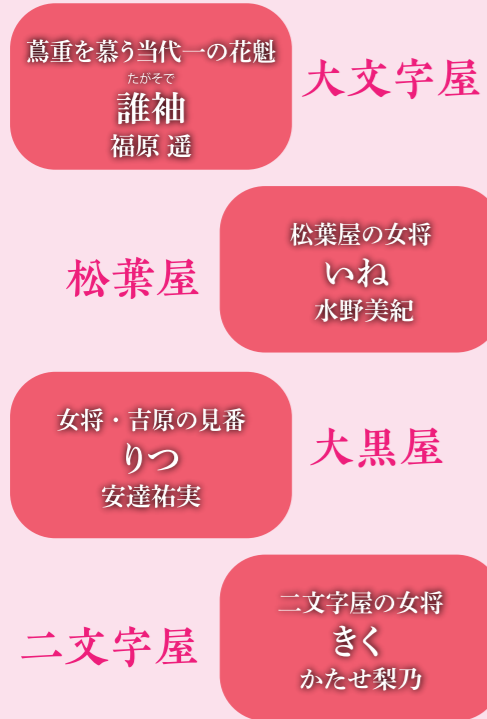 蔦重を慕う当代一の花魁
たがそで
誰袖
福原 遥
大文字屋
松葉屋
松葉屋の女将
いね
水野美紀
女将・吉原の見番
りつ
安達祐実
大黒屋
二文字屋
二文字屋の女将
きく
かたせ梨乃